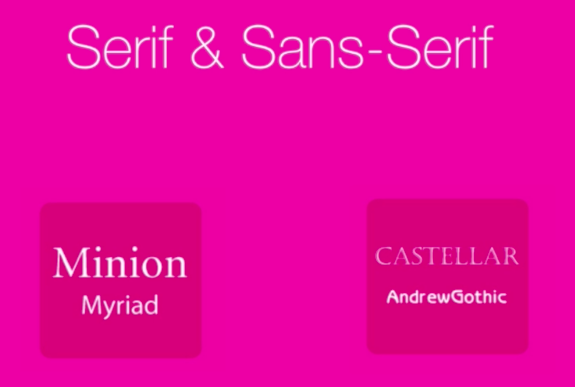 Serif & Sans-Serif
Minion
Myriad
CASTELLAR
AndrewGothic